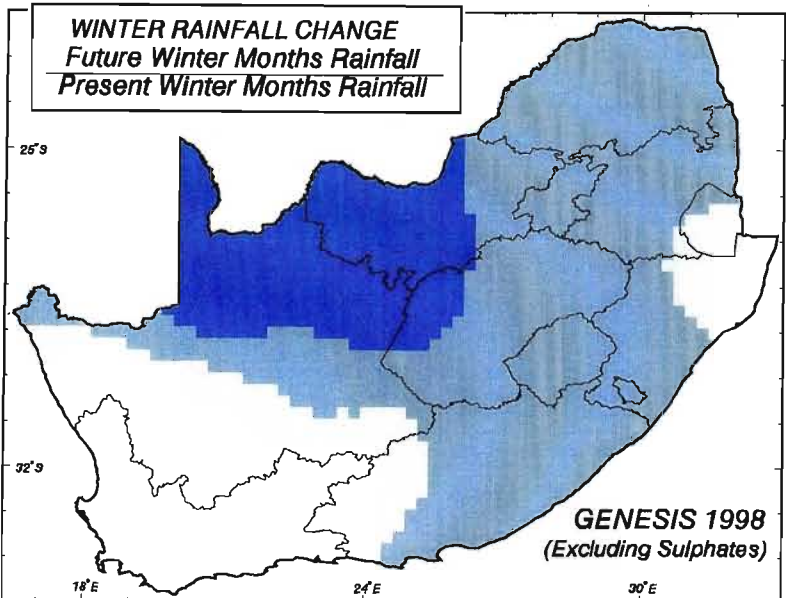 WINTER RAINFALL CHANGE
Future Winter Months Rainfall
Present Winter Months Rainfall
25°S
32°S
GENESIS 1998
(Excluding Sulphates)
18°E
24°E
30°E